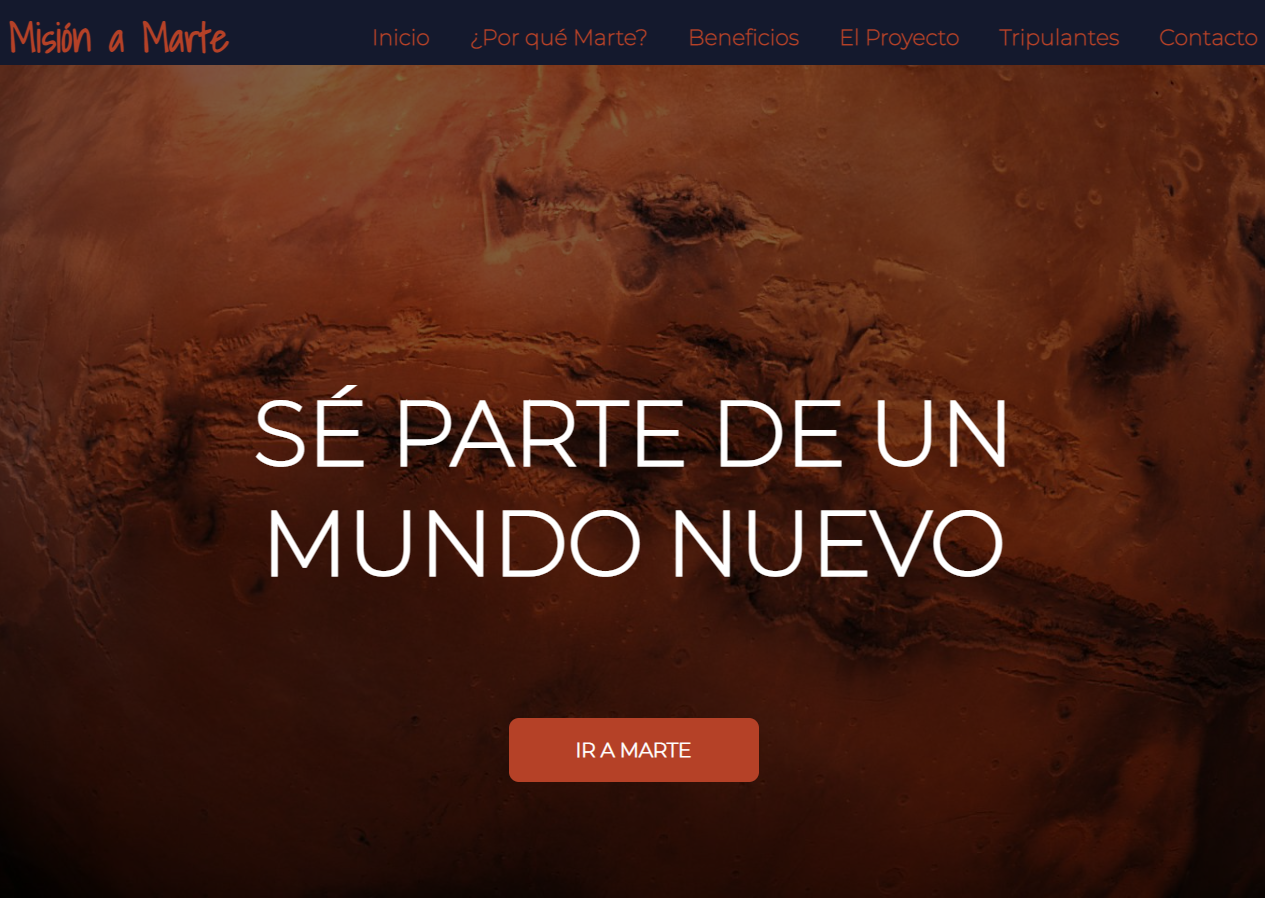 Misión a Marte
Inicio ¿Por qué Marte? Beneficios El Proyecto Tripulantes Contacto
SÉ PARTE DE UN
MUNDO NUEVO
IR A MARTE